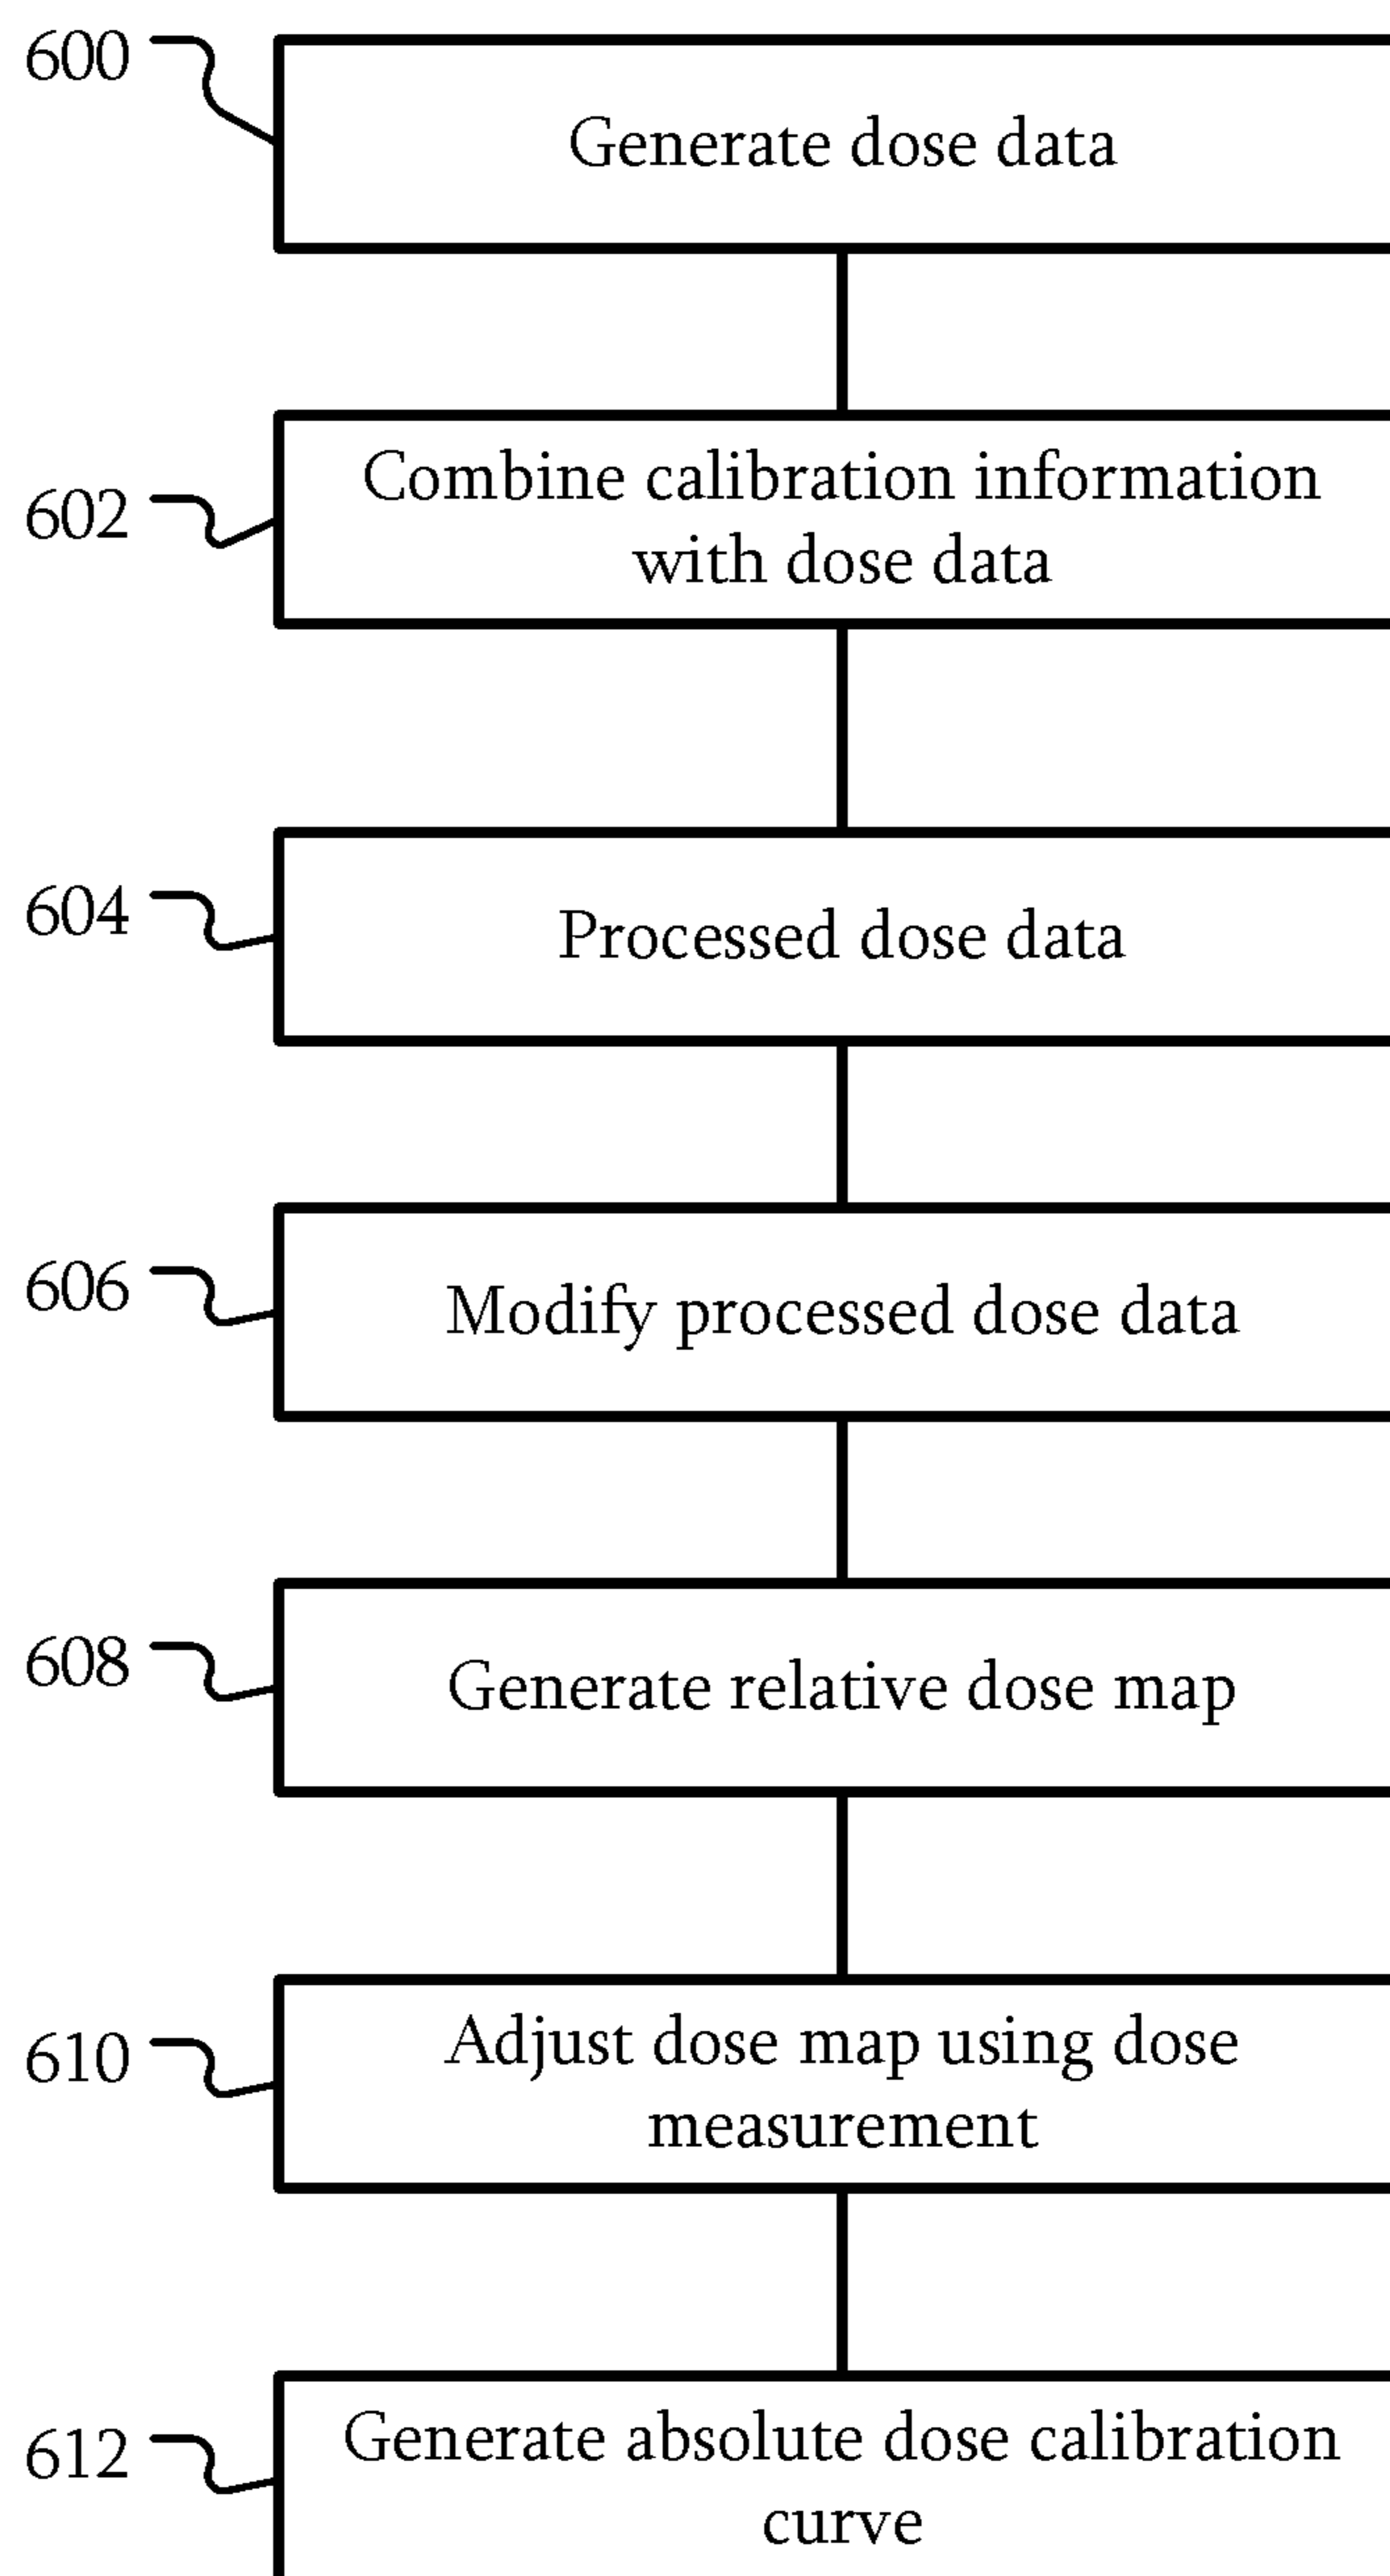 600
Generate dose data
602
Combine calibration information
with dose data
604
Processed dose data
606
Modify processed dose data
608
Generate relative dose map
610
Adjust dose map using dose
measurement
612
Generate absolute dose calibration
curve